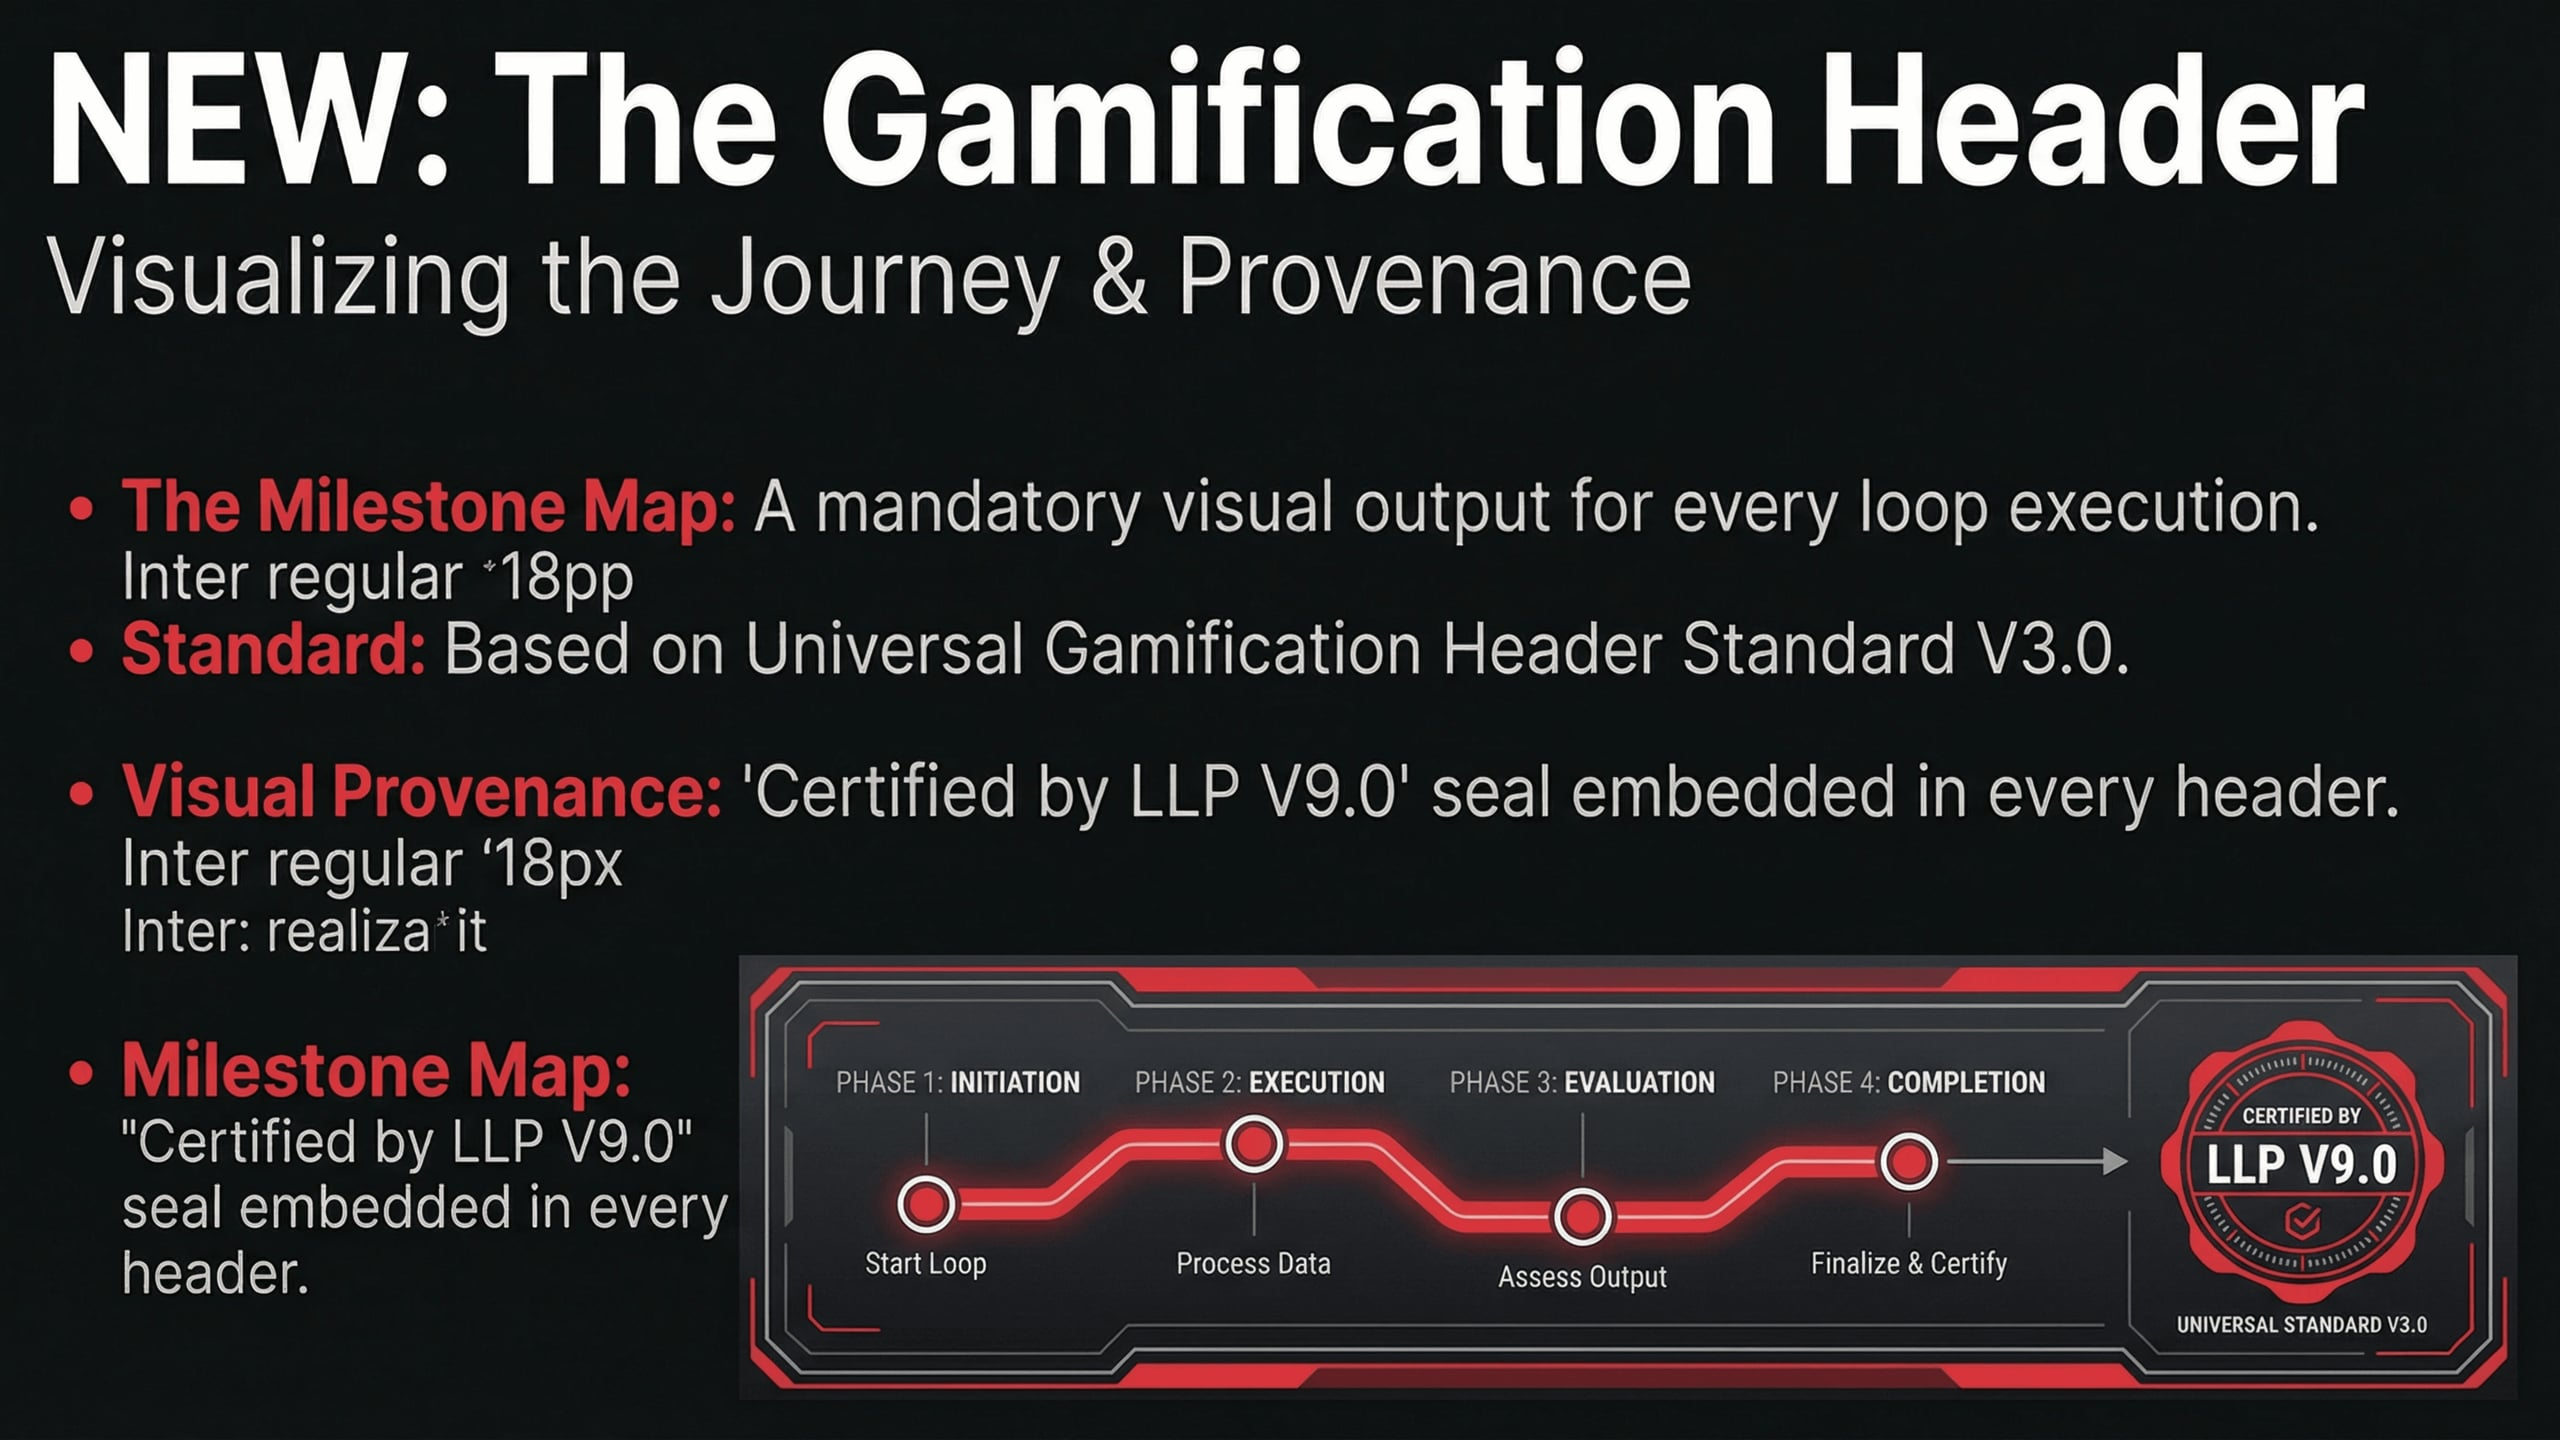 NEW: The Gamification Header
Visualizing the Journey & Provenance
• The Milestone Map: A mandatory visual output for every loop execution.
Inter regular *18pp
• Standard: Based on Universal Gamification Header Standard V3.0.
• Visual Provenance: 'Certified by LLP V9.0' seal embedded in every header.
Inter regular ‘18px
Inter: realiza*it
• Milestone Map:
"Certified by LLP V9.0"
seal embedded in every
header.
PHASE 1: INITIATION
Start Loop
PHASE 2: EXECUTION
Process Data
PHASE 3: EVALUATION
Assess Output
PHASE 4: COMPLETION
Finalize & Certify
CERTIFIED BY
LLP V9.0
UNIVERSAL STANDARD V3.0